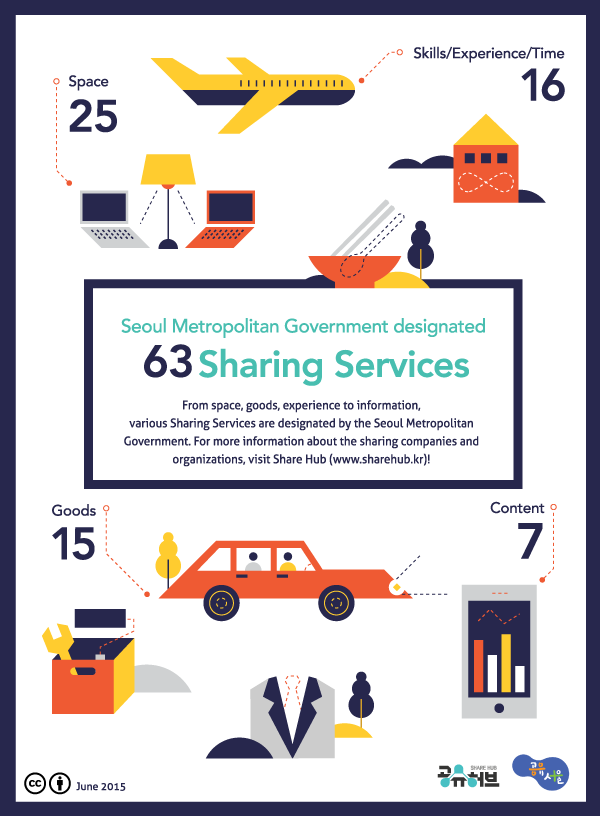 Skills/Experience/Time
16
Space
25
Seoul Metropolitan Government designated
63 Sharing Services
From space, goods, experience to information,
various Sharing Services are designated by the Seoul Metropolitan
Government. For more information about the sharing companies and
organizations, visit Share Hub (www.sharehub.kr)!
Goods
15
Content
7
cc
June 2015
SHARE HUB
공유허브
공유서울